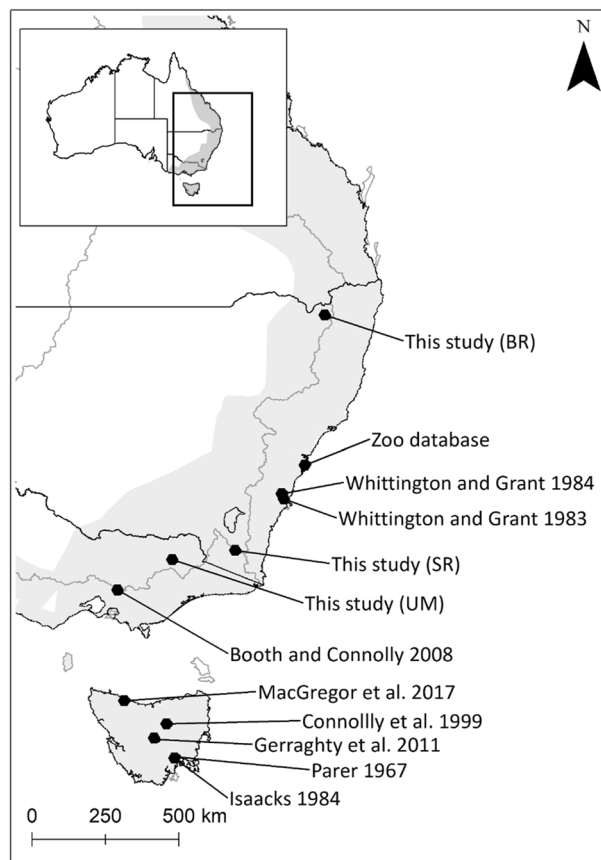 N
This study (BR)
Zoo database
Whittington and Grant 1984
Whittington and Grant 1983
This study (SR)
This study (UM)
Booth and Connolly 2008
MacGregor et al. 2017
Connollly et al. 1999
Gerraghty et al. 2011
Parer 1967
Isaacks 1984
0 250 500 km